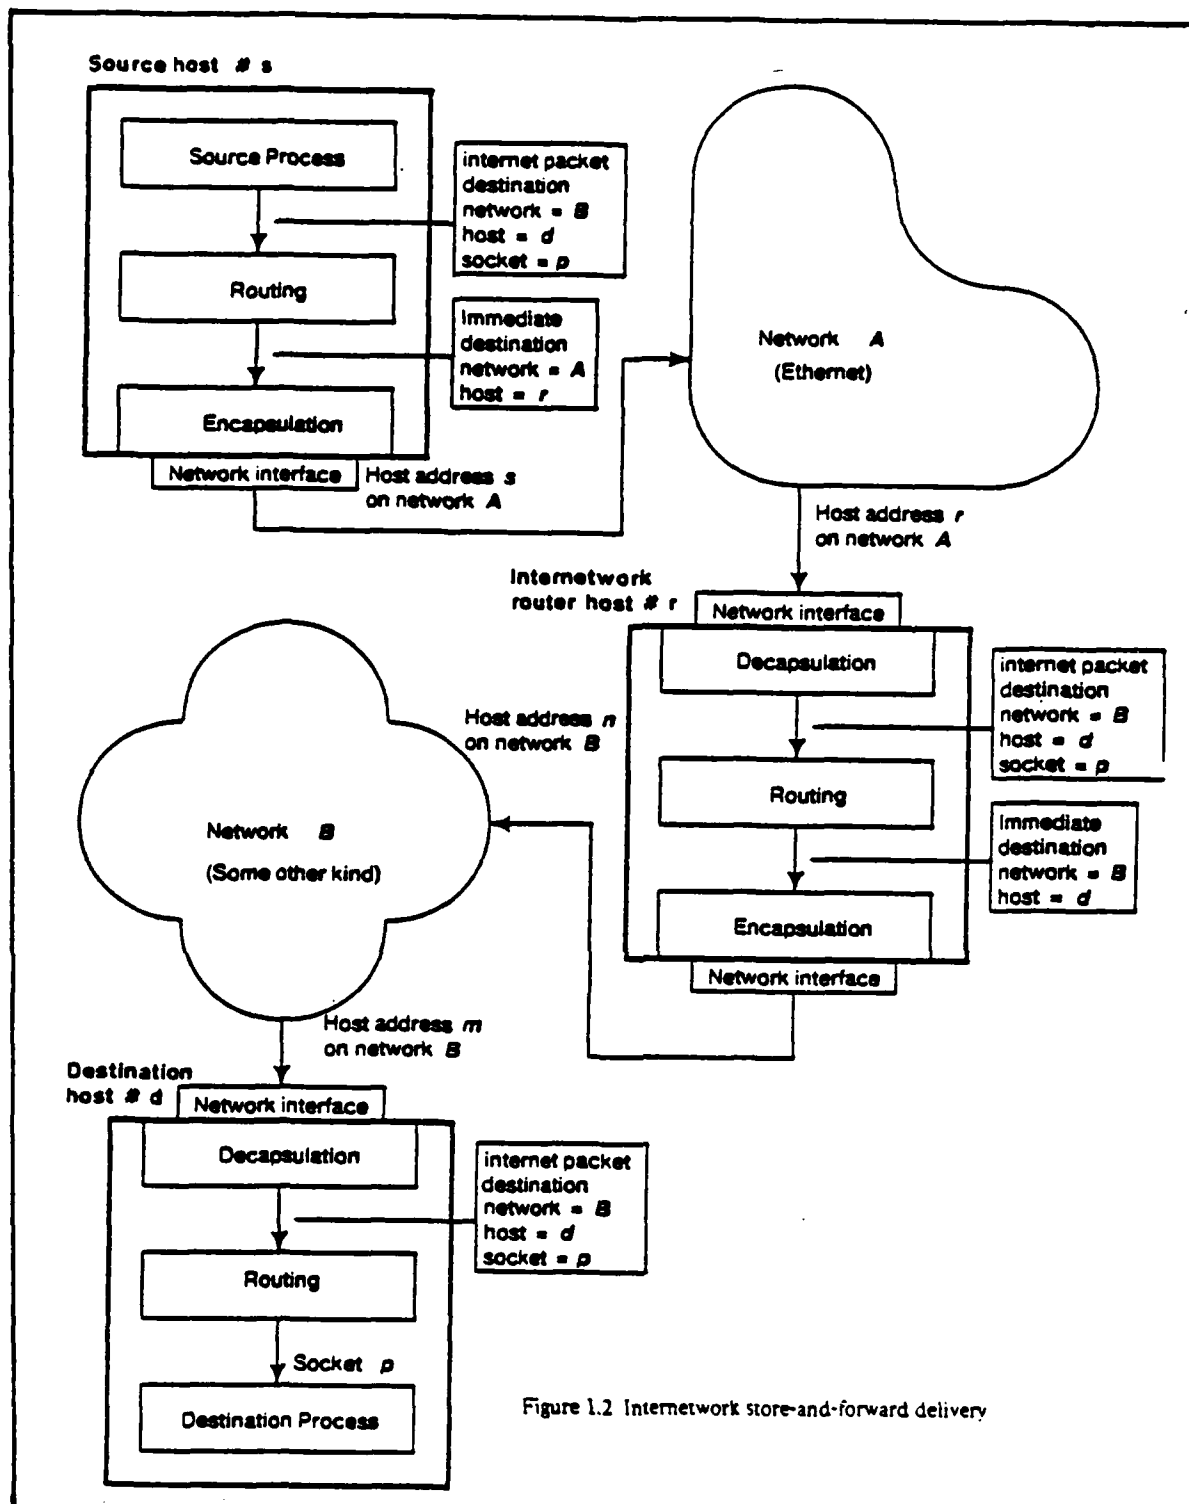 Source host # s
Source Process
internet packet
destination
network = B
host = d
socket = p
Routing
Immediate
destination
network = A
host = r
Encapsulation
Network interface
Host address s
on network A
Network A
(Ethernet)
Host address r
on network A
Internetwork
router host # r
Network interface
Decapsulation
internet packet
destination
network = B
host = d
socket = p
Routing
Immediate
destination
network = B
host = d
Encapsulation
Network interface
Host address n
on network B
Network B
(Some other kind)
Host address m
on network B
Destination
host # d
Network interface
Decapsulation
internet packet
destination
network = B
host = d
socket = p
Routing
Socket p
Destination Process
Figure 1.2 Internetwork store-and-forward delivery